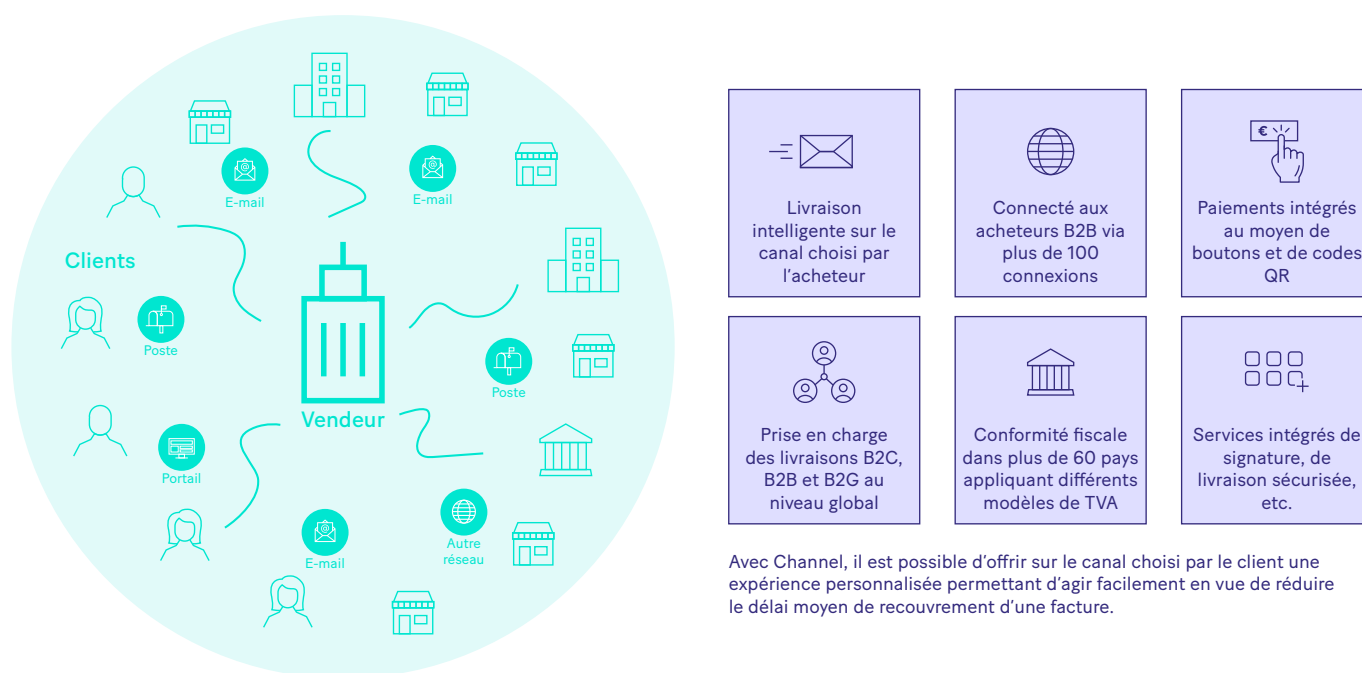 E-mail
E-mail
Clients
Poste
Poste
Vendeur
Portail
E-mail
Autre
réseau
Livraison
intelligente sur le
canal choisi par
l'acheteur
Connecté aux
acheteurs B2B via
plus de 100
connexions
€
Paiements intégrés
au moyen de
boutons et de codes
QR
Prise en charge
des livraisons B2C,
B2B et B2G au
niveau global
Conformité fiscale
dans plus de 60 pays
appliquant différents
modèles de TVA
Services intégrés de
signature, de
livraison sécurisée,
etc.
Avec Channel, il est possible d'offrir sur le canal choisi par le client une
expérience personnalisée permettant d'agir facilement en vue de réduire
le délai moyen de recouvrement d'une facture.